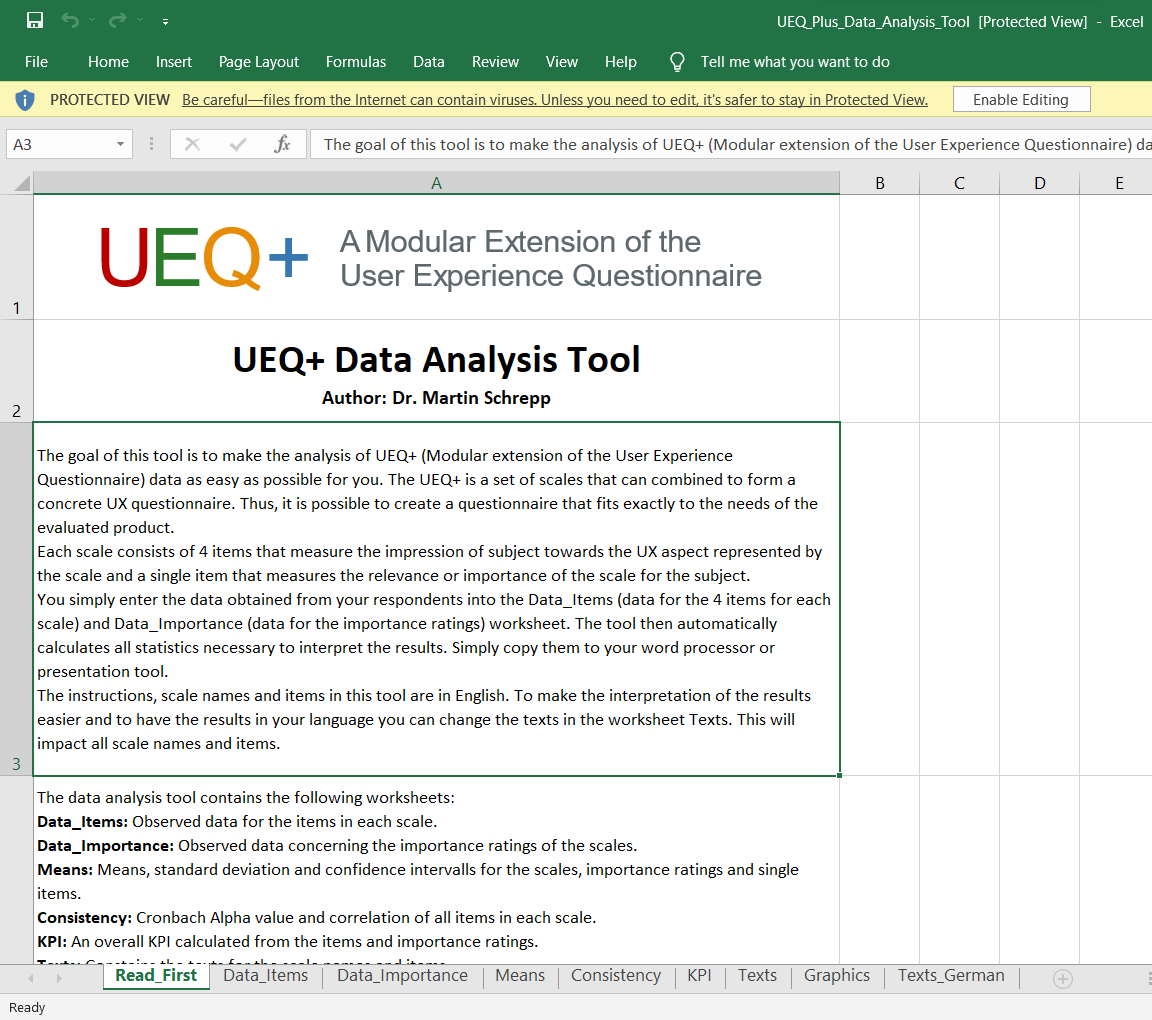 UEQ_Plus_Data_Analysis_Tool [Protected View] - Excel
File Home Insert Page Layout Formulas Data Review View Help Tell me what you want to do
PROTECTED VIEW Be careful—files from the Internet can contain viruses. Unless you need to edit, it's safer to stay in Protected View. Enable Editing
A3 fx The goal of this tool is to make the analysis of UEQ+ (Modular extension of the User Experience Questionnaire) da
A B C D E
UEQ+ A Modular Extension of the
User Experience Questionnaire
1
UEQ+ Data Analysis Tool
Author: Dr. Martin Schrepp
2
The goal of this tool is to make the analysis of UEQ+ (Modular extension of the User Experience
Questionnaire) data as easy as possible for you. The UEQ+ is a set of scales that can combined to form a
concrete UX questionnaire. Thus, it is possible to create a questionnaire that fits exactly to the needs of the
evaluated product.
Each scale consists of 4 items that measure the impression of subject towards the UX aspect represented by
the scale and a single item that measures the relevance or importance of the scale for the subject.
You simply enter the data obtained from your respondents into the Data_Items (data for the 4 items for each
scale) and Data_Importance (data for the importance ratings) worksheet. The tool then automatically
calculates all statistics necessary to interpret the results. Simply copy them to your word processor or
presentation tool.
The instructions, scale names and items in this tool are in English. To make the interpretation of the results
easier and to have the results in your language you can change the texts in the worksheet Texts. This will
impact all scale names and items.
3
The data analysis tool contains the following worksheets:
Data_Items: Observed data for the items in each scale.
Data_Importance: Observed data concerning the importance ratings of the scales.
Means: Means, standard deviation and confidence intervalls for the scales, importance ratings and single
items.
Consistency: Cronbach Alpha value and correlation of all items in each scale.
KPI: An overall KPI calculated from the items and importance ratings.
Read_First Data_Items Data_Importance Means Consistency KPI Texts Graphics Texts_German
Ready